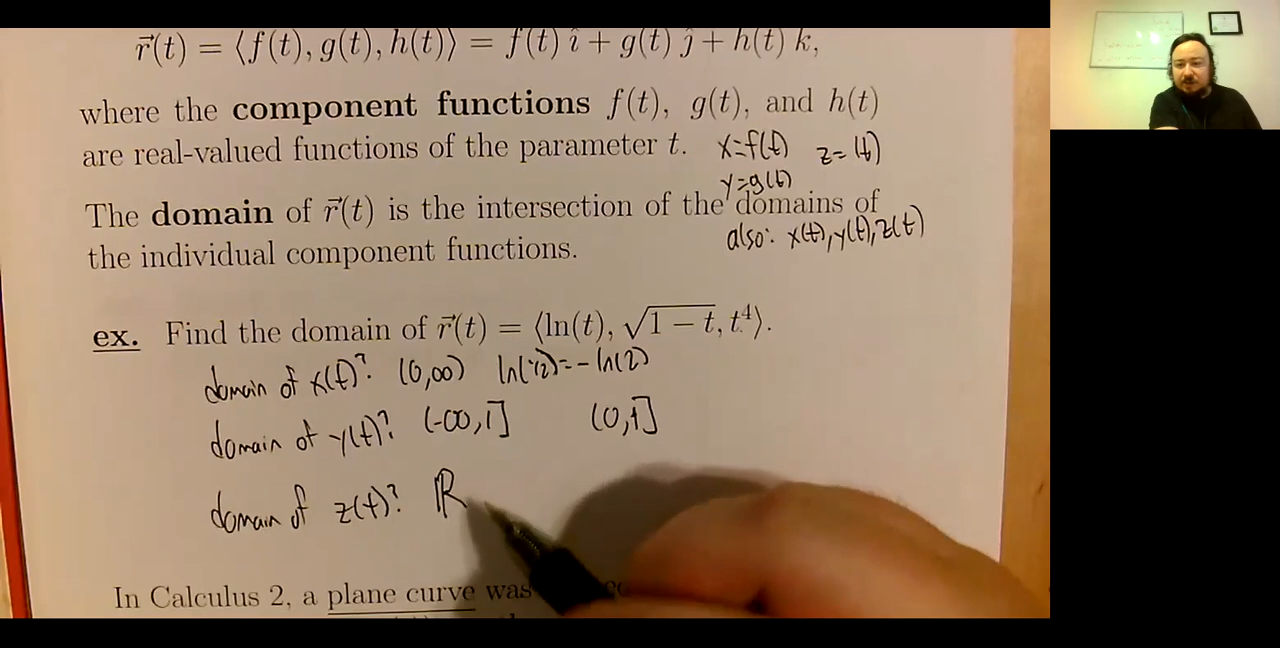 r⃗(t) = ⟨f(t), g(t), h(t)⟩ = f(t) î + g(t) ĵ + h(t) k,
where the component functions f(t), g(t), and h(t)
are real-valued functions of the parameter t. x=f(t) z=(t)
y=g(t)
The domain of r⃗(t) is the intersection of the domains of
also: x(t), y(t), z(t)
the individual component functions.
ex. Find the domain of r⃗(t) = ⟨ln(t), √(1 − t), t⁴⟩.
domain of x(t)? (0,∞) ln(1/2)=-ln(2)
domain of y(t)? (-∞,1] (0,1]
domain of z(t)? ℝ
In Calculus 2, a plane curve was